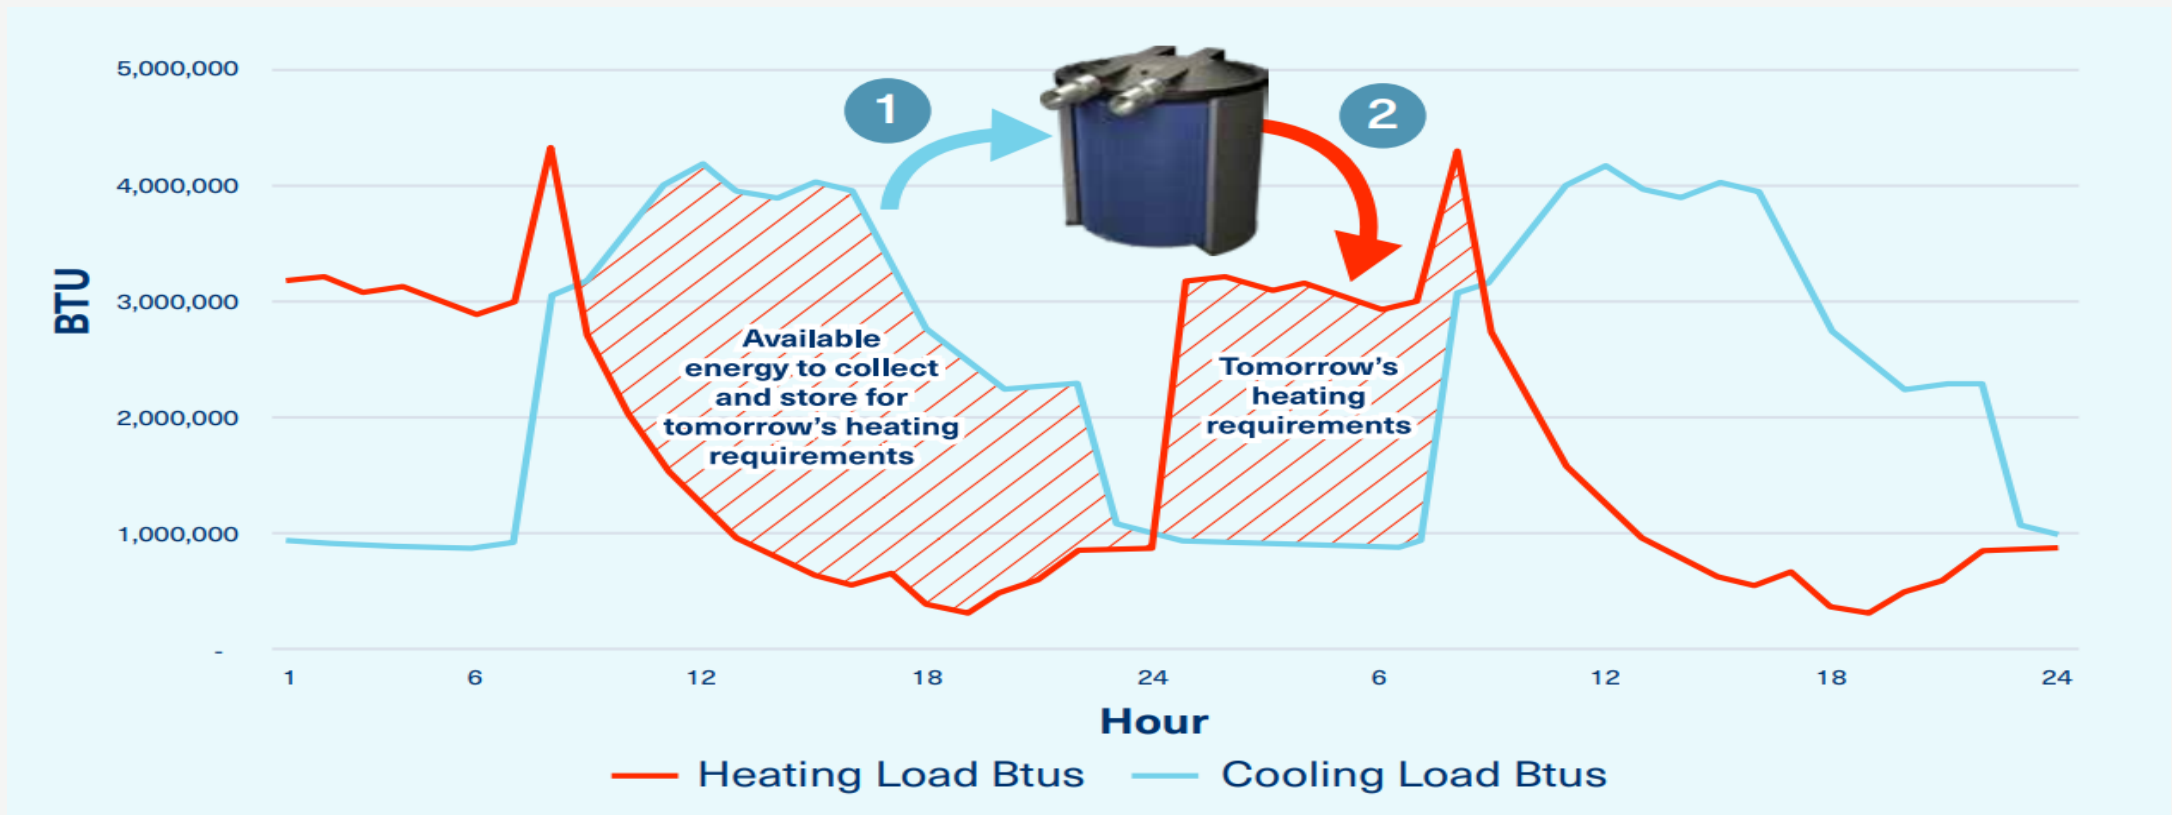 5,000,000
4,000,000
3,000,000
2,000,000
1,000,000
-
BTU
1
2
Available
energy to collect
and store for
tomorrow's heating
requirements
Tomorrow's
heating
requirements
1 6 12 18 24 6 12 18 24
Hour
Heating Load Btus Cooling Load Btus